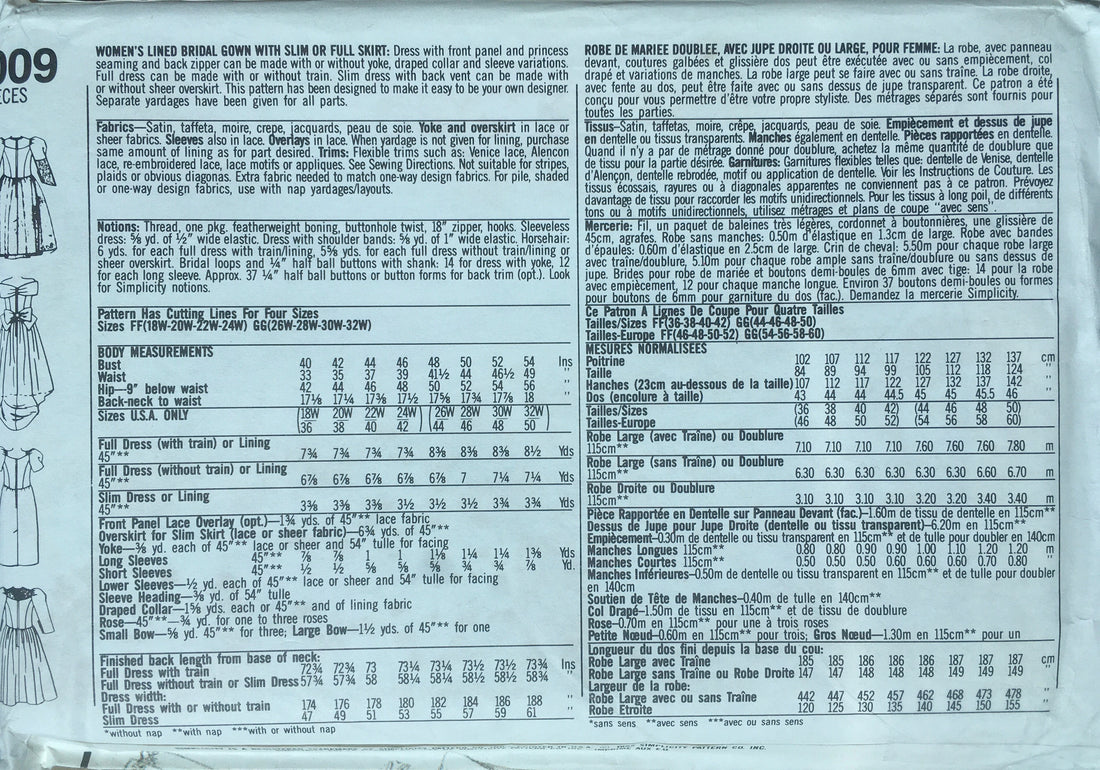 009
ECES
WOMEN'S LINED BRIDAL GOWN WITH SLIM OR FULL SKIRT: Dress with front panel and princess
seaming and back zipper can be made with or without yoke, draped collar and sleeve variations.
Full dress can be made with or without train. Slim dress with back vent can be made with
or without sheer overskirt. This pattern has been designed to make it easy to be your own designer.
Separate yardages have been given for all parts.
Fabrics—Satin, taffeta, moire, crepe, jacquards, peau de soie. Yoke and overskirt in lace or
sheer fabrics. Sleeves also in lace. Overlays in lace. When yardage is not given for lining, purchase
same amount of lining as for part desired. Trims: Flexible trims such as: Venice lace, Alencon
lace, re-embroidered lace, lace motifs or appliques. See Sewing Directions. Not suitable for stripes,
plaids or obvious diagonas. Extra fabric needed to match one-way design fabrics. For pile, shaded
or one-way design fabrics, use with nap yardages/layouts.
Notions: Thread, one pkg. featherweight boning, buttonhole twist, 18" zipper, hooks. Sleeveless
dress: ⅝ yd. of ½" wide elastic. Dress with shoulder bands: ⅝ yd. of 1" wide elastic. Horsehair:
6 yds. for each full dress with train/lining, 5⅝ yds. for each full dress without train/lining or
sheer overskirt. Bridal loops and ¼" half ball buttons with shank: 14 for dress with yoke, 12
for each long sleeve. Approx. 37 ¼" half ball buttons or button forms for back trim (opt.). Look
for Simplicity notions.
Pattern Has Cutting Lines For Four Sizes
Sizes FF(18W-20W-22W-24W) GG(26W-28W-30W-32W)
BODY MEASUREMENTS
Bust 40 42 44 46 48 50 52 54 Ins
Waist 33 35 37 39 41½ 44 46½ 49 "
Hip—9" below waist 42 44 46 48 50 52 54 56 "
Back-neck to waist 17⅛ 17¼ 17⅜ 17½ 17⅝ 17¾ 17⅞ 18 "
Sizes U.S.A. ONLY (18W 20W 22W 24W) (26W 28W 30W 32W)
(36 38 40 42) (44 46 48 50)
Full Dress (with train) or Lining
45"** 7¾ 7¾ 7¾ 7¾ 8⅜ 8⅜ 8⅜ 8½ Yds
Full Dress (without train) or Lining
45"** 6⅞ 6⅞ 6⅞ 6⅞ 6⅞ 7 7¼ 7¼ Yds
Slim Dress or Lining
45"** 3⅜ 3⅜ 3⅜ 3½ 3½ 3½ 3¾ 3¾ Yds
Front Panel Lace Overlay (opt.)—1¾ yds. of 45"** lace fabric
Overskirt for Slim Skirt (lace or sheer fabric)—6¾ yds. of 45"**
Yoke—⅜ yd. each of 45"** lace or sheer and 54" tulle for facing
Long Sleeves 45"** ⅞ ⅞ 1 1 1⅛ 1¼ 1¼ 1⅜ Yds
Short Sleeves 45"** ½ ½ ⅝ ⅝ ⅝ ¾ ¾ ⅞ Yd.
Lower Sleeves—½ yd. each of 45"** lace or sheer and 54" tulle for facing
Sleeve Heading—⅜ yd. of 54" tulle
Draped Collar—1⅝ yds. each or 45"** and of lining fabric
Rose—45"**—¾ yd. for one to three roses
Small Bow—⅝ yd. 45"** for three; Large Bow—1½ yds. of 45"** for one
Finished back length from base of neck:
Full Dress with train 72¾ 72¾ 73 73¼ 73¼ 73½ 73½ 73¾ Ins
Full Dress without train or Slim Dress 57¾ 57¾ 58 58¼ 58¼ 58½ 58½ 58¾ "
Dress width:
Full Dress with or without train 174 176 178 180 182 184 186 188 "
Slim Dress 47 49 51 53 55 57 59 61 "
*without nap **with nap ***with or without nap
ROBE DE MARIEE DOUBLEE, AVEC JUPE DROITE OU LARGE, POUR FEMME: La robe, avec panneau
devant, coutures galbées et glissière dos peut être exécutée avec ou sans empiècement, col
drapé et variations de manches. La robe large peut se faire avec ou sans traîne. La robe droite,
avec fente au dos, peut être faite avec ou sans dessus de jupe transparent. Ce patron a été
conçu pour vous permettre d'être votre propre styliste. Des métrages séparés sont fournis pour
toutes les parties.
Tissus—Satin, taffetas, moire, crêpe, jacquards, peau de soie. Empiècement et dessus de jupe
en dentelle ou tissus transparents. Manches également en dentelle. Pièces rapportées en dentelle.
Quand il n'y a par de métrage donné pour doublure, achetez la même quantité de doublure que
de tissu pour la partie désirée. Garnitures: Garnitures flexibles telles que: dentelle de Venise, dentelle
d'Alençon, dentelle rebrodée, motif ou application de dentelle. Voir les Instructions de Couture. Les
tissus écossais, rayures ou à diagonales apparentes ne conviennent pas à ce patron. Prévoyez
davantage de tissu pour raccorder les motifs unidirectionnels. Pour les tissus à long poil, de différents
tons ou à motifs unidirectionnels, utilisez métrages et plans de coupe "avec sens".
Mercerie: Fil, un paquet de baleines très légères, cordonnet à boutonnières, une glissière de
45cm, agrafes. Robe sans manches: 0.50m d'élastique en 1.3cm de large. Robe avec bandes
d'épaules: 0.60m d'élastique en 2.5cm de large. Crin de cheval: 5.50m pour chaque robe large
avec traîne/doublure, 5.10m pour chaque robe ample sans traîne/doublure ou sans dessus de
jupe. Brides pour robe de mariée et boutons demi-boules de 6mm avec tige: 14 pour la robe
avec empiècement, 12 pour chaque manche longue. Environ 37 boutons demi-boules ou formes
pour boutons de 6mm pour garniture du dos (fac.). Demandez la mercerie Simplicity.
Ce Patron A Lignes De Coupe Pour Quatre Tailles
Tailles/Sizes FF(36-38-40-42) GG(44-46-48-50)
Tailles-Europe FF(46-48-50-52) GG(54-56-58-60)
MESURES NORMALISEES
Poitrine 102 107 112 117 122 127 132 137 cm
Taille 84 89 94 99 105 112 118 124 "
Hanches (23cm au-dessous de la taille) 107 112 117 122 127 132 137 142 "
Dos (encolure à taille) 43 44 44 44.5 45 45 45.5 46 "
Tailles/Sizes (36 38 40 42) (44 46 48 50)
Tailles-Europe (46 48 50 52) (54 56 58 60)
Robe Large (avec Traîne) ou Doublure
115cm** 7.10 7.10 7.10 7.10 7.60 7.60 7.60 7.80 m
Robe Large (sans Traîne) ou Doublure
115cm** 6.30 6.30 6.30 6.30 6.30 6.30 6.60 6.70 m
Robe Droite ou Doublure
115cm** 3.10 3.10 3.10 3.10 3.20 3.20 3.40 3.40 m
Pièce Rapportée en Dentelle sur Panneau Devant (fac.)—1.60m de tissu de dentelle en 115cm**
Dessus de Jupe pour Jupe Droite (dentelle ou tissu transparent)—6.20m en 115cm**
Empiècement—0.30m de dentelle ou tissu transparent en 115cm** et de tulle pour doubler en 140cm
Manches Longues 115cm** 0.80 0.80 0.90 0.90 1.00 1.10 1.20 1.20 m
Manches Courtes 115cm** 0.50 0.50 0.50 0.60 0.60 0.60 0.70 0.80 "
Manches Inférieures—0.50m de dentelle ou tissu transparent en 115cm** et de tulle pour doubler
en 140cm
Soutien de Tête de Manches—0.40m de tulle en 140cm**
Col Drapé—1.50m de tissu en 115cm** et de tissu de doublure
Rose—0.70m en 115cm** pour une à trois roses
Petite Nœud—0.60m en 115cm** pour trois; Gros Nœud—1.30m en 115cm** pour un
Longueur du dos fini depuis la base du cou:
Robe Large avec Traîne 185 185 186 186 186 187 187 187 cm
Robe Large sans Traîne ou Robe Droite 147 147 148 148 148 149 149 149 "
Largeur de la robe:
Robe Large avec ou sans Traîne 442 447 452 457 462 468 473 478 "
Robe Etroite 120 125 130 135 140 145 150 155 "
*sans sens **avec sens ***avec ou sans sens
SIMPLICITY PATTERN CO. INC.